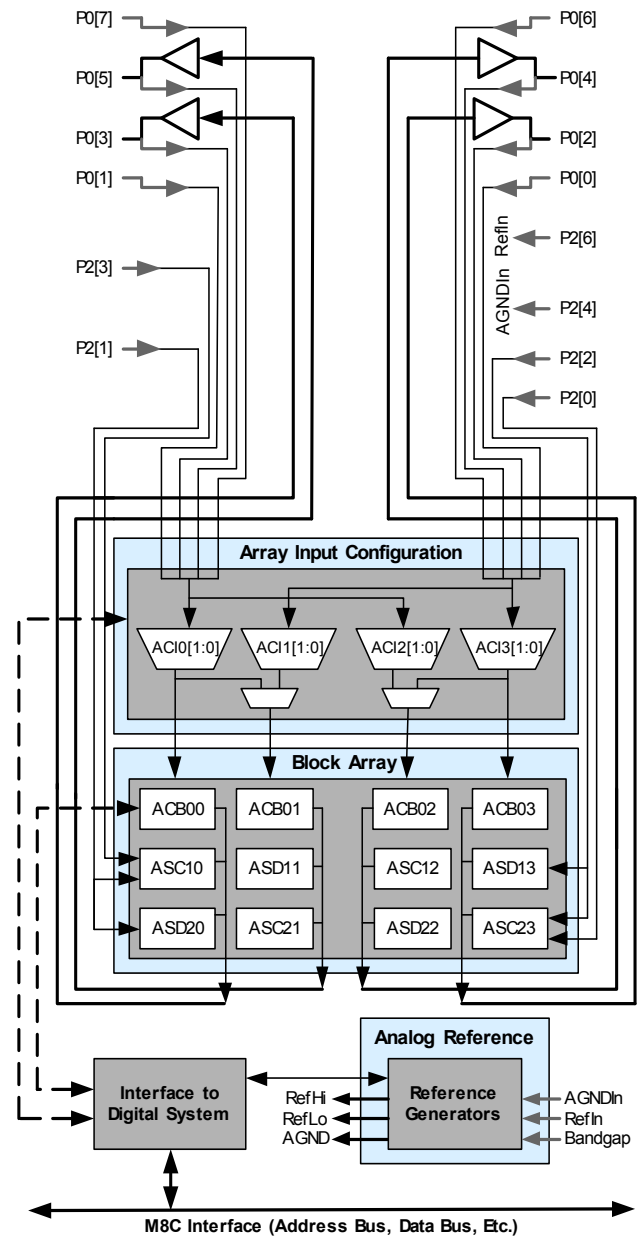 P0[7]
P0[6]
P0[5]
P0[4]
P0[3]
P0[2]
P0[1]
P0[0]
P2[6]
RefIn
P2[3]
AGNDIn
P2[4]
P2[1]
P2[2]
P2[0]
Array Input Configuration
ACI0[1:0] ACI1[1:0] ACI2[1:0] ACI3[1:0]
Block Array
ACB00 ACB01 ACB02 ACB03
ASC10 ASD11 ASC12 ASD13
ASD20 ASC21 ASD22 ASC23
Analog Reference
Interface to
Digital System
Reference
Generators
RefHi
RefLo
AGND
AGNDIn
RefIn
Bandgap
M8C Interface (Address Bus, Data Bus, Etc.)